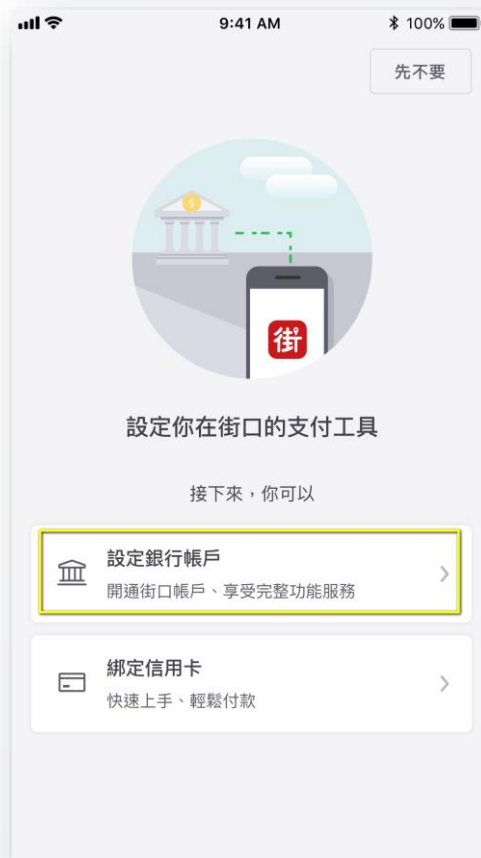 9:41 AM
100%
先不要
$
街
設定你在街口的支付工具
接下來，你可以
設定銀行帳戶
開通街口帳戶、享受完整功能服務
綁定信用卡
快速上手、輕鬆付款